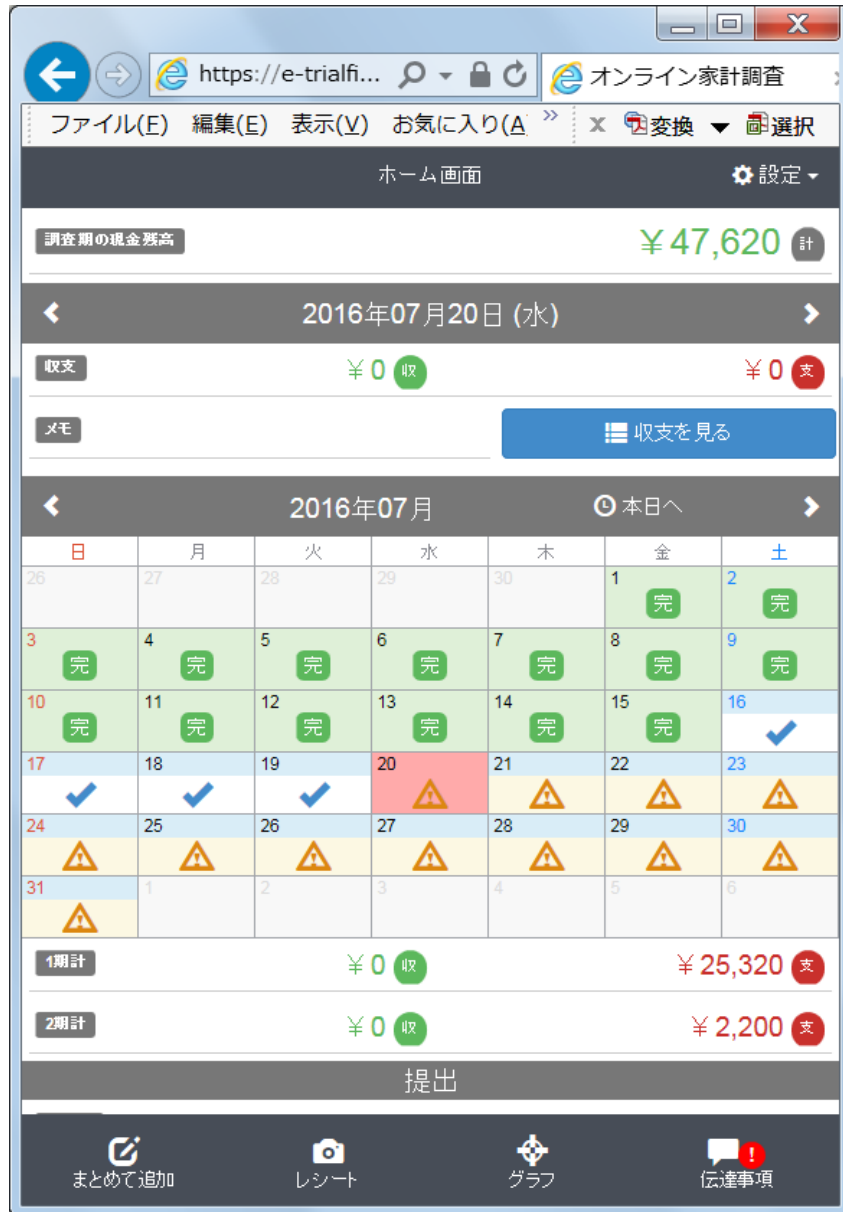 https://e-trialfi... オンライン家計調査
ファイル(F) 編集(E) 表示(V) お気に入り(A » x 変換 ▼ 選択
ホーム画面 設定
調査期の現金残高 ¥47,620 計
2016年07月20日 (水)
収支 ¥0 収 ¥0 支
メモ 収支を見る
2016年07月 本日へ
日 月 火 水 木 金 土
26 27 28 29 30 1 完 2 完
3 完 4 完 5 完 6 完 7 完 8 完 9 完
10 完 11 完 12 完 13 完 14 完 15 完 16
17 18 19 20 21 22 23
24 25 26 27 28 29 30
31 1 2 3 4 5 6
1期計 ¥0 収 ¥25,320 支
2期計 ¥0 収 ¥2,200 支
提出
まとめて追加 レシート グラフ 伝達事項